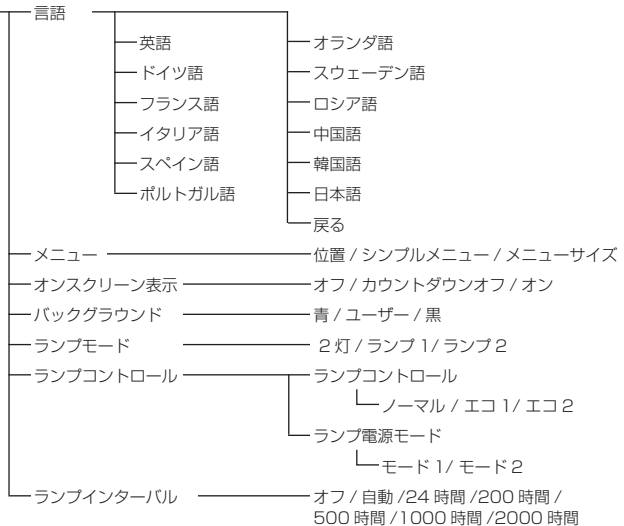 言語
英語
ドイツ語
フランス語
イタリア語
スペイン語
ポルトガル語
オランダ語
スウェーデン語
ロシア語
中国語
韓国語
日本語
戻る
メニュー 位置 / シンプルメニュー / メニューサイズ
オンスクリーン表示 オフ / カウントダウンオフ / オン
バックグラウンド 青 / ユーザー / 黒
ランプモード 2 灯 / ランプ 1/ ランプ 2
ランプコントロール ランプコントロール
ノーマル / エコ 1/ エコ 2
ランプ電源モード
モード 1/ モード 2
ランプインターバル オフ / 自動 /24 時間 /200 時間 /
500 時間 /1000 時間 /2000 時間